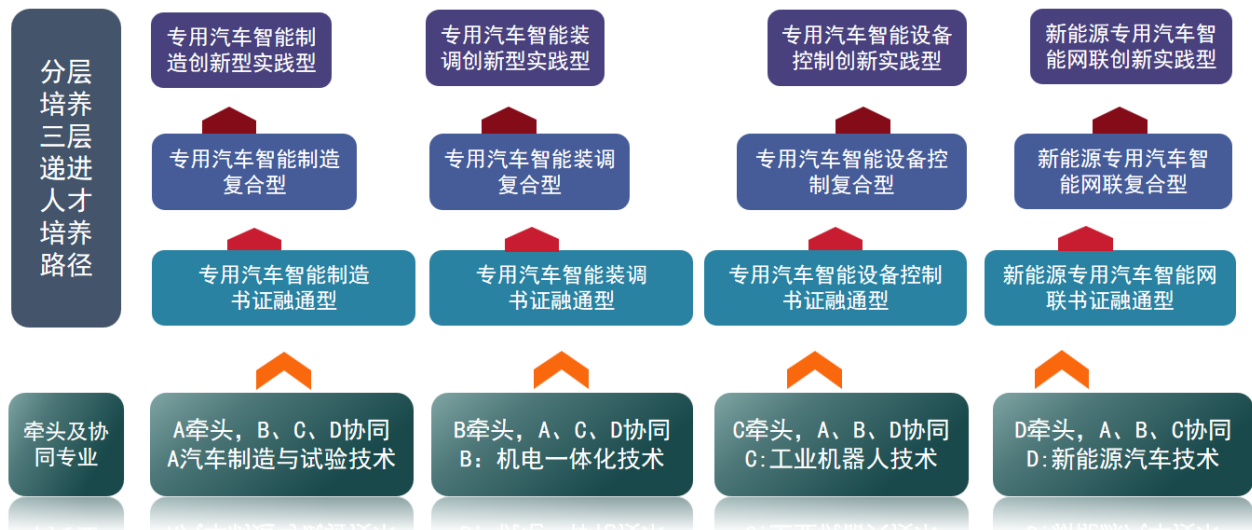 分层
培养
三层
递进
人才
培养
路径
专用汽车智能制
造创新型实践型
专用汽车智能装
调创新型实践型
专用汽车智能设备
控制创新实践型
新能源专用汽车智
能网联创新实践型
专用汽车智能制造
复合型
专用汽车智能装调
复合型
专用汽车智能设备控
制复合型
新能源专用汽车智
能网联复合型
专用汽车智能制造
书证融通型
专用汽车智能装调
书证融通型
专用汽车智能设备控制
书证融通型
新能源专用汽车智能网
联书证融通型
牵头及协
同专业
A牵头，B、C、D协同
A汽车制造与试验技术
B牵头，A、C、D协同
B：机电一体化技术
C牵头，A、B、D协同
C:工业机器人技术
D牵头，A、B、C协同
D:新能源汽车技术